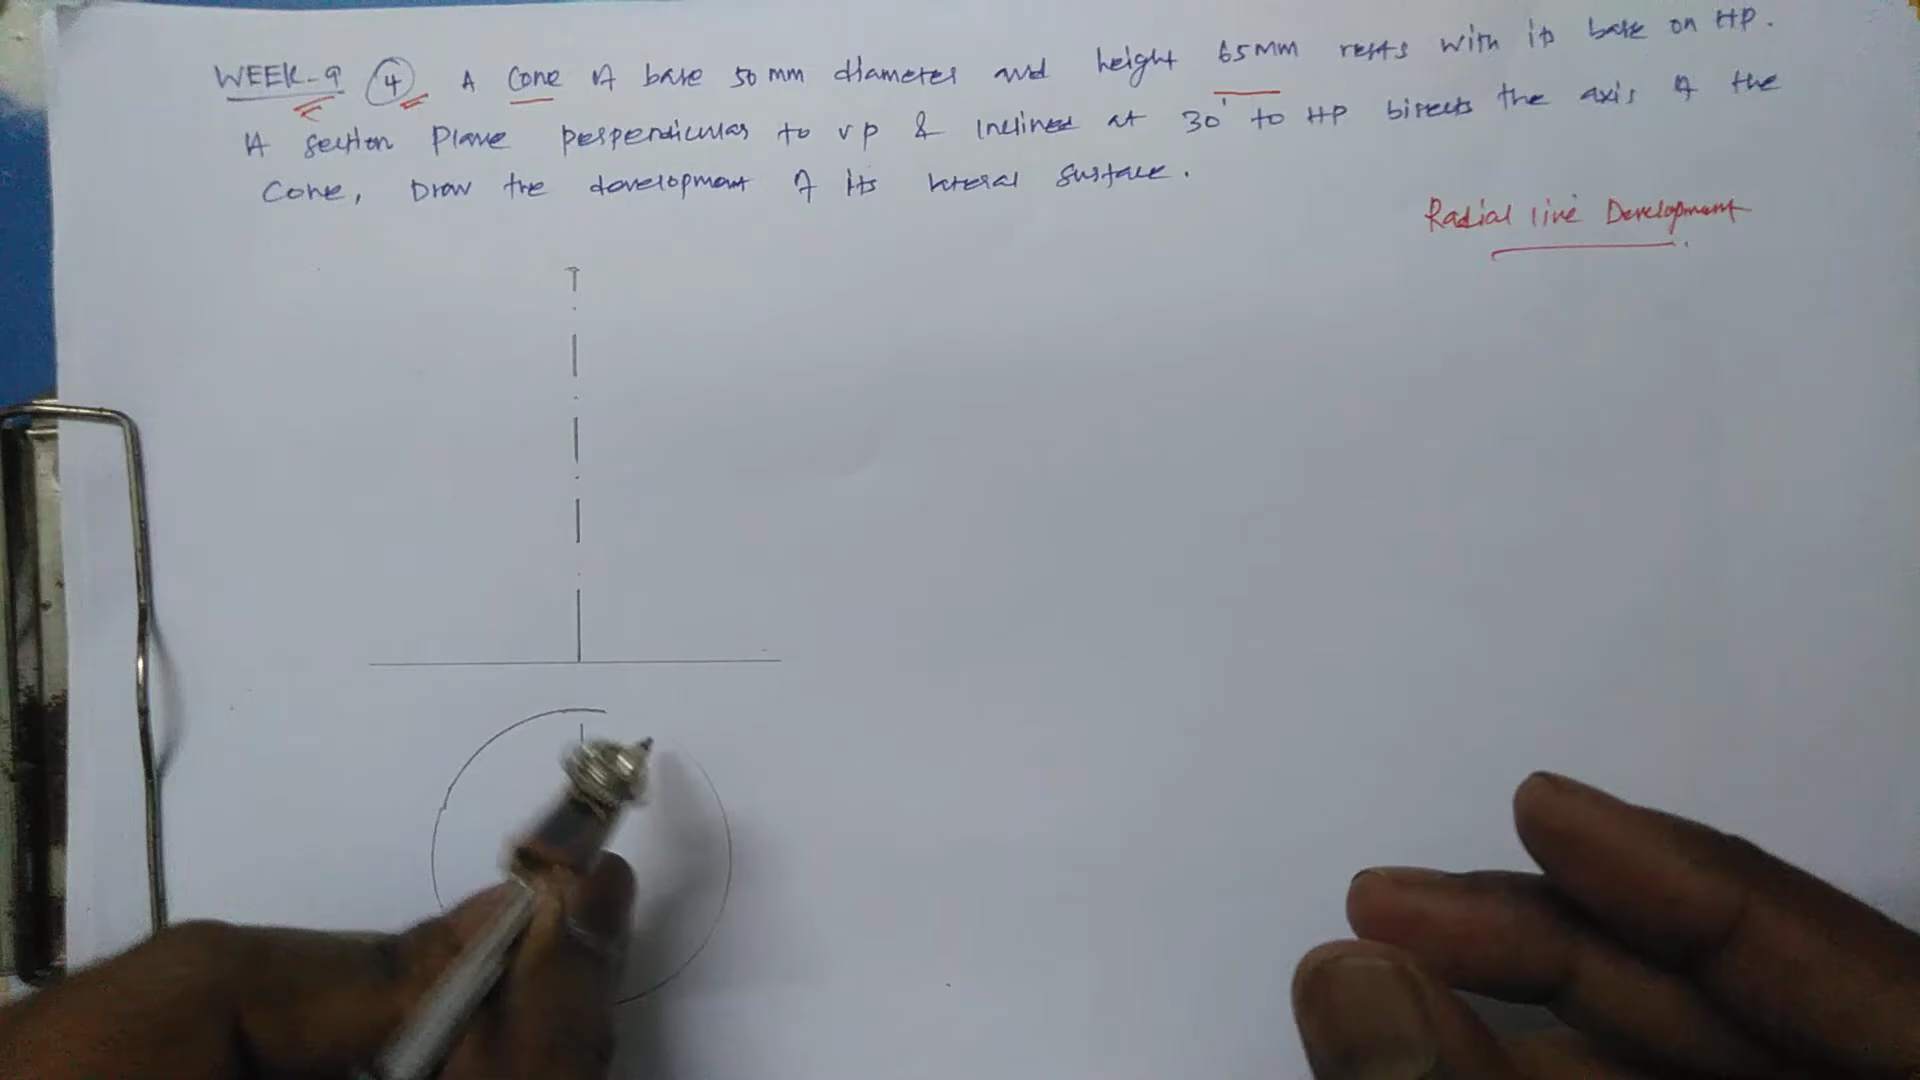 WEEK-9 4 A Cone of base 50 mm diameter and height 65mm rests with its base on HP.
A section Plane perpendicular to VP & Inclined at 30° to HP bisects the axis of the
Cone, Draw the development of its lateral surface.
Radial line Development